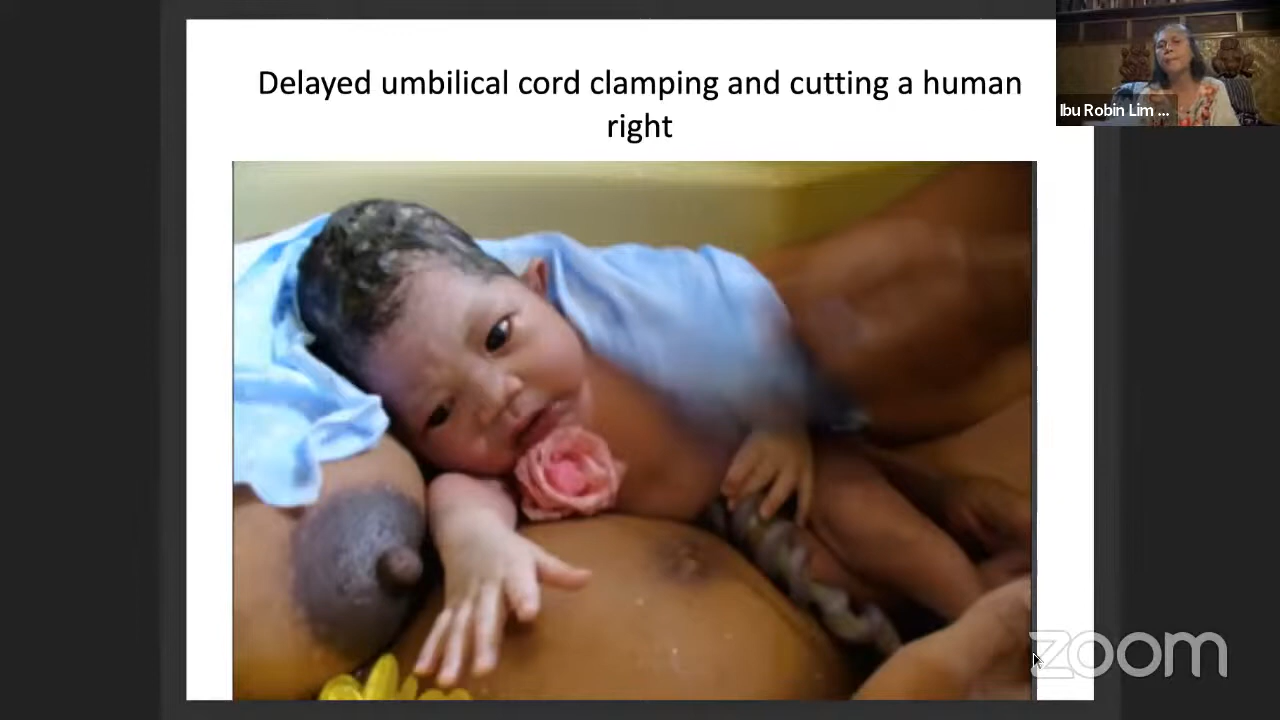 Delayed umbilical cord clamping and cutting a human
right
Ibu Robin Lim ...
zoom